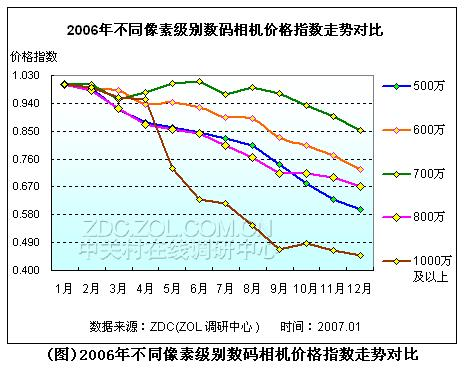 2006年不同像素级别数码相机价格指数走势对比
价格指数
1.030
0.940
0.850
0.760
0.670
0.580
0.490
0.400
1月 2月 3月 4月 5月 6月 7月 8月 9月 10月 11月 12月
500万
600万
700万
800万
1000万
及以上
ZDC.ZOL.COM.CN
中关村在线调研中心
数据来源：ZDC(ZOL调研中心） 时间：2007.01
(图)2006年不同像素级别数码相机价格指数走势对比